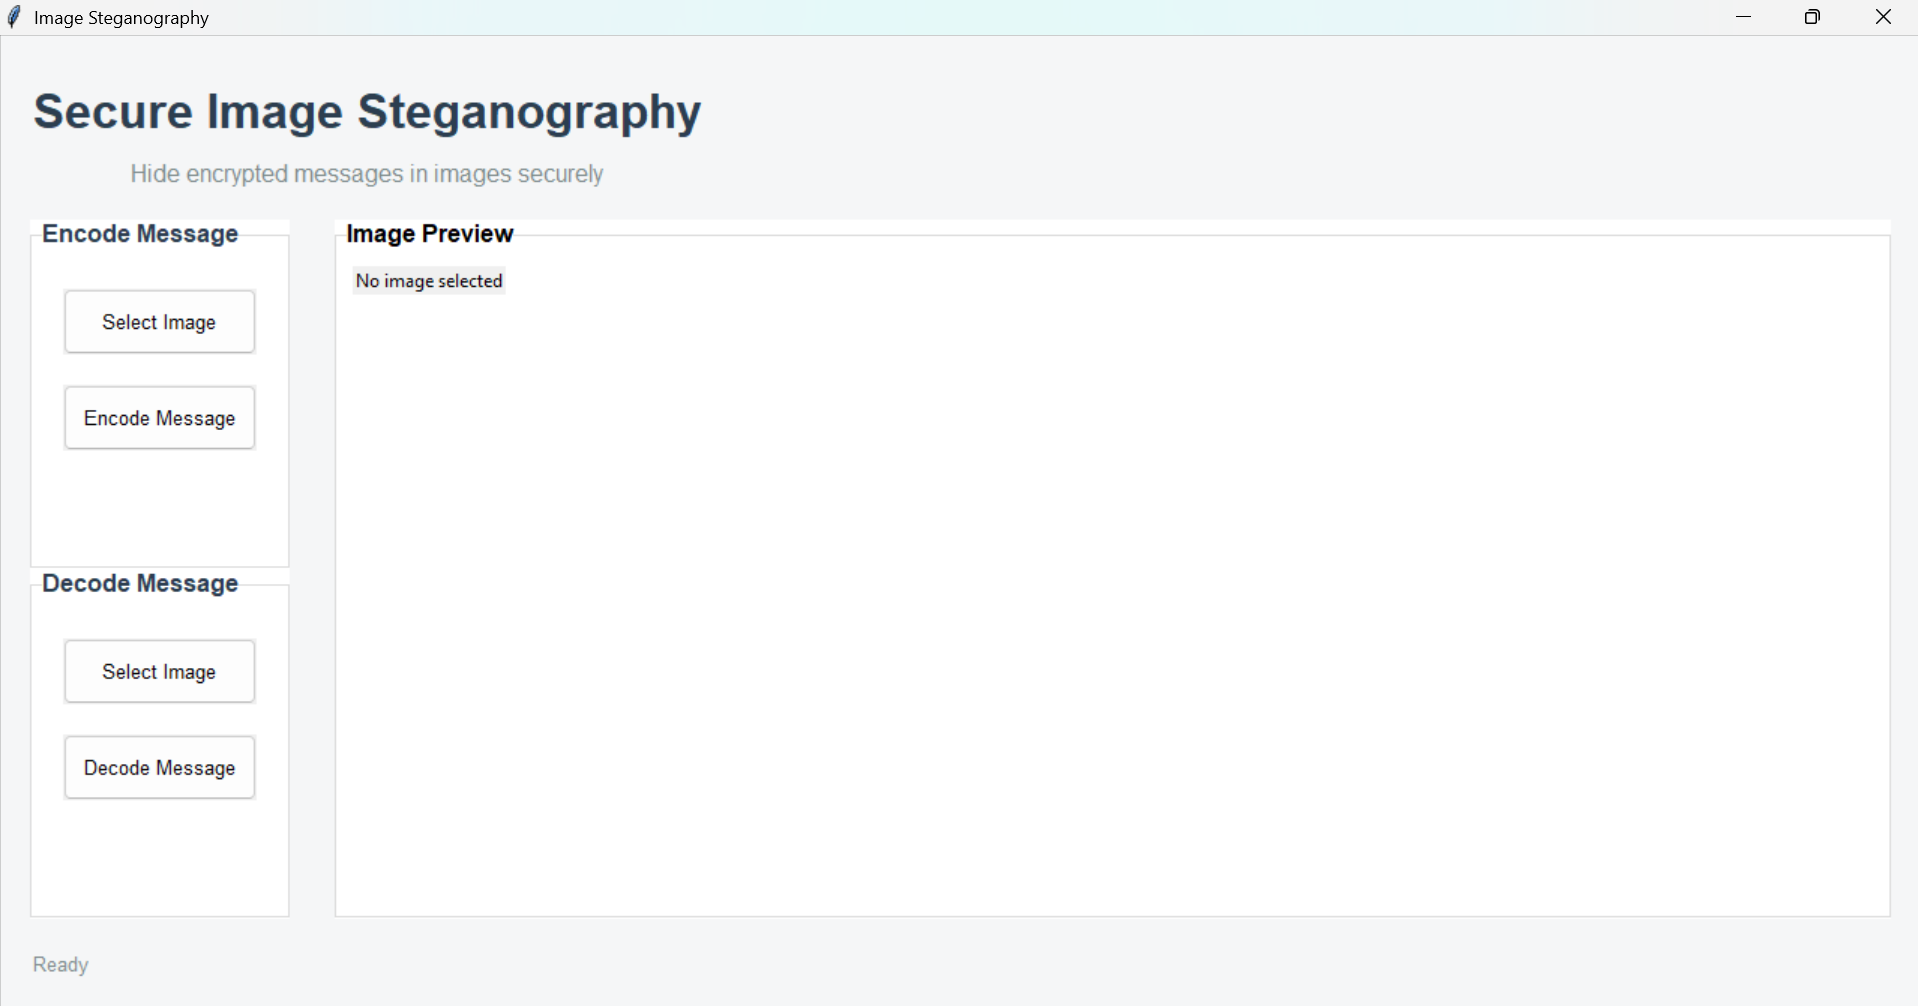 Image Steganography
Secure Image Steganography
Hide encrypted messages in images securely
Encode Message
Select Image
Encode Message
Decode Message
Select Image
Decode Message
Image Preview
No image selected
Ready